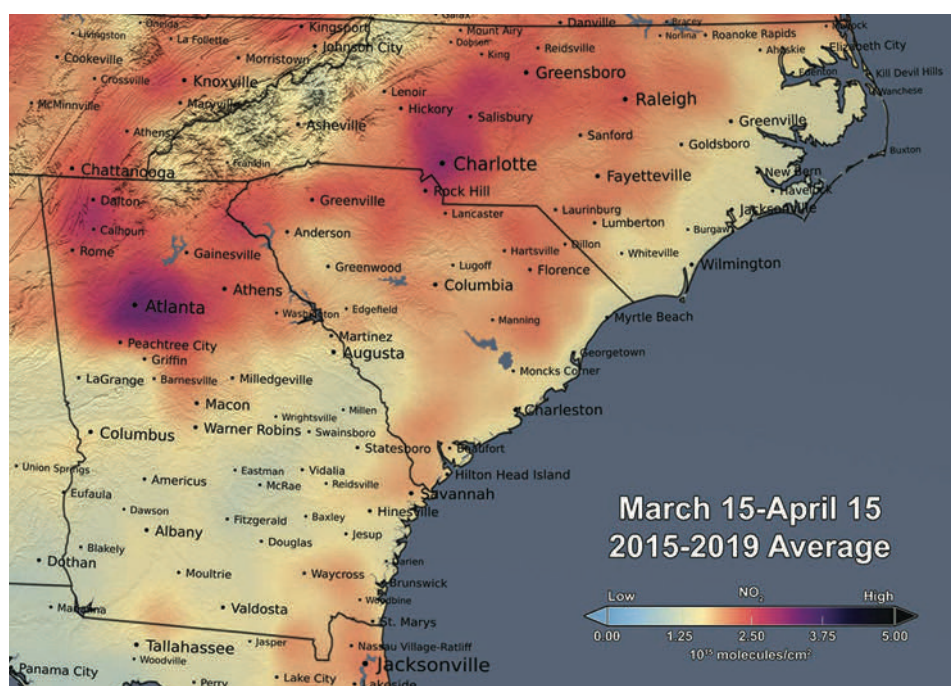 Oneida
Kingsport
Galax
Danville
Bracey
Livingston
La Follette
Mount Airy
Norlina
Roanoke Rapids
Johnson City
Dobson
Reidsville
Ahoskie
Elizabeth City
Cookeville
Morristown
King
Crossville
Knoxville
Greensboro
Edenton
Kill Devil Hills
Lenoir
Wanchese
McMinnville
Maryville
Hickory
Raleigh
Salisbury
Greenville
Athens
Asheville
Sanford
Goldsboro
Buxton
Chattanooga
Franklin
Charlotte
Fayetteville
New Bern
Havelock
Dalton
Greenville
Rock Hill
Jacksonville
Lancaster
Laurinburg
Lumberton
Calhoun
Anderson
Burgaw
Rome
Gainesville
Hartsville
Dillon
Whiteville
Greenwood
Lugoff
Florence
Wilmington
Athens
Columbia
Atlanta
Washington
Edgefield
Manning
Myrtle Beach
Peachtree City
Martinez
Griffin
Augusta
Georgetown
LaGrange
Barnesville
Milledgeville
Moncks Corner
Macon
Millen
Charleston
Wrightsville
Columbus
Warner Robins
Swainsboro
Statesboro
Beaufort
Union Springs
Eastman
Vidalia
Hilton Head Island
Americus
McRae
Reidsville
Eufaula
Savannah
Dawson
Fitzgerald
Baxley
Hinesville
Albany
Jesup
Douglas
Blakely
Dothan
Darien
Moultrie
Waycross
Brunswick
Woodbine
Valdosta
St. Marys
Tallahassee
Jasper
Nassau Village-Ratliff
Woodville
Jacksonville
Panama City
Perry
Lake City
Lakeside
March 15-April 15
2015-2019 Average
Low NO₂ High
0.00 1.25 2.50 3.75 5.00
10¹⁵ molecules/cm²